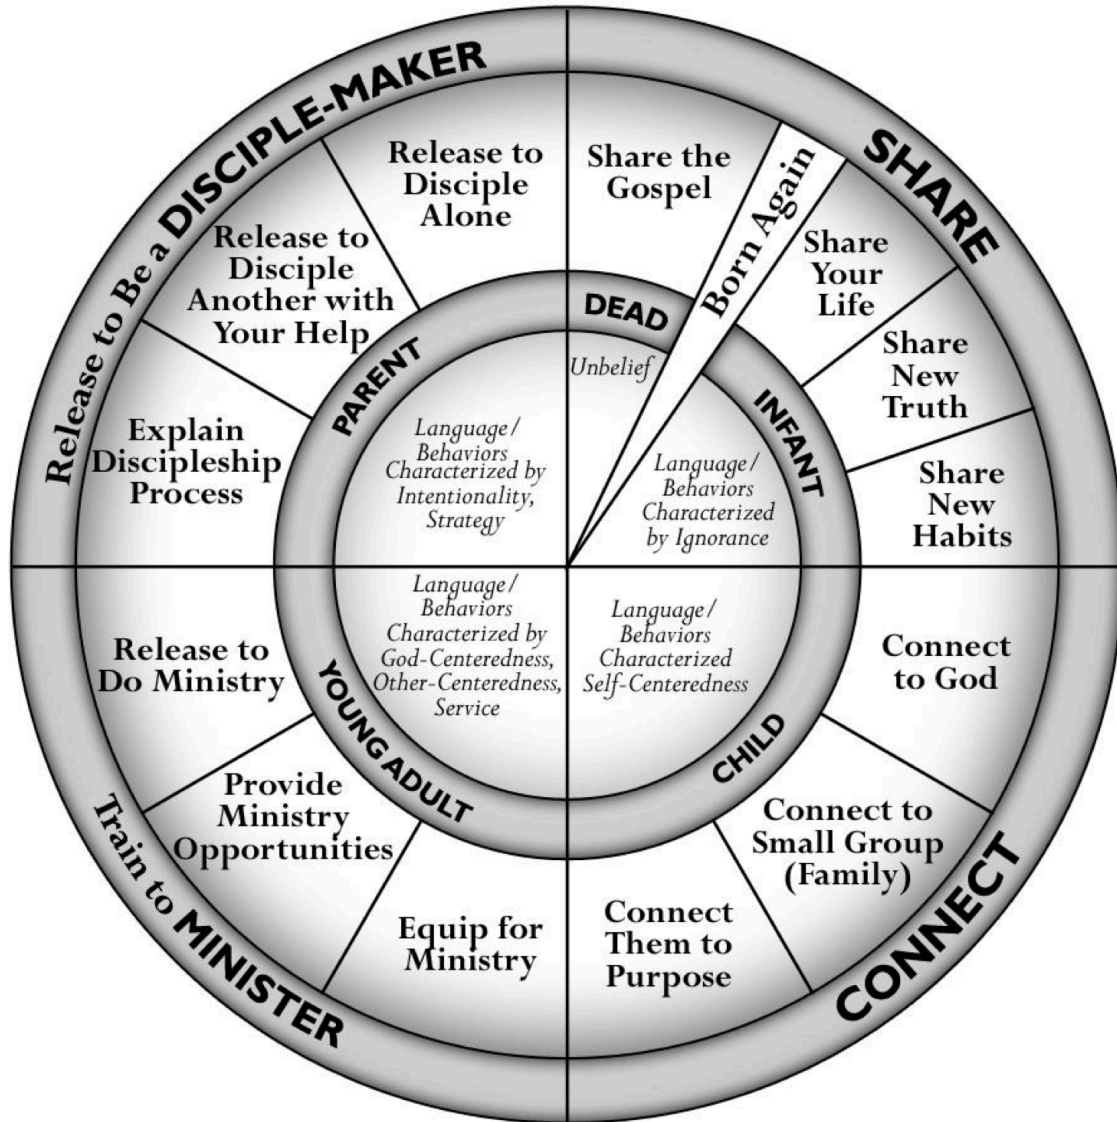 Release to Be a DISCIPLE-MAKER
SHARE
Release to
Disciple
Alone
Share the
Gospel
Born Again
Share
Your
Life
Share
New
Truth
Share
New
Habits
Release to
Disciple
Another with
Your Help
Explain
Discipleship
Process
PARENT
DEAD
INFANT
Unbelief
Language/
Behaviors
Characterized by
Intentionality,
Strategy
Language/
Behaviors
Characterized
by Ignorance
Language/
Behaviors
Characterized by
God-Centeredness,
Other-Centeredness,
Service
Language/
Behaviors
Characterized
Self-Centeredness
YOUNG ADULT
CHILD
Connect
to God
Connect to
Small Group
(Family)
Connect
Them to
Purpose
Release to
Do Ministry
Provide
Ministry
Opportunities
Equip for
Ministry
Train to MINISTER
CONNECT